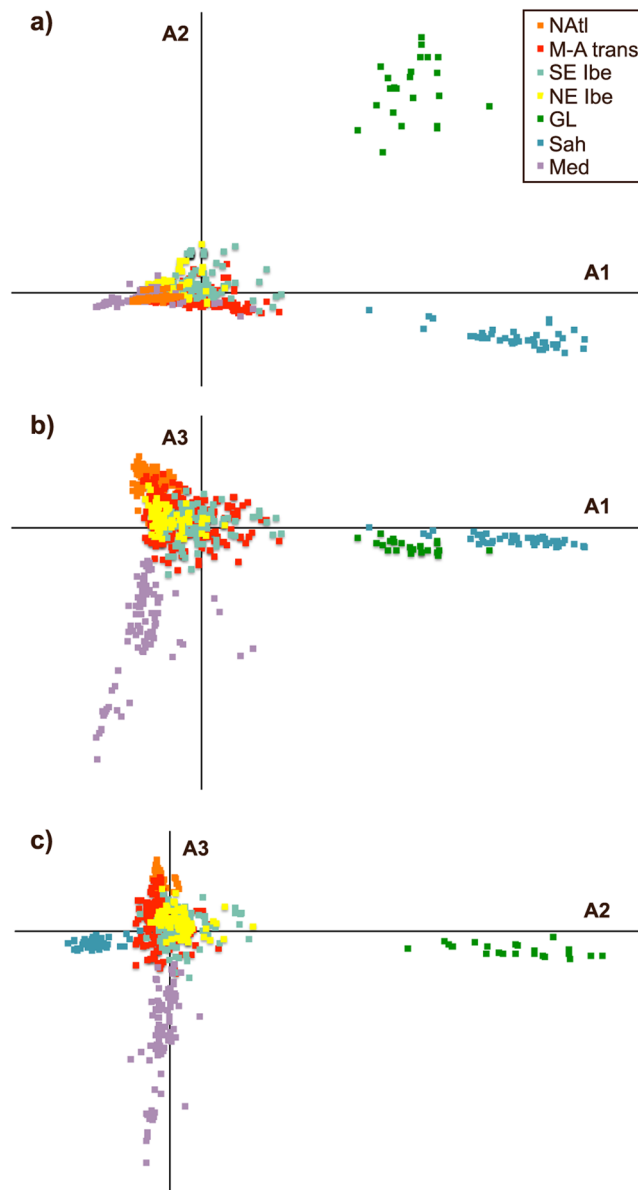 a)
A2
NAtl
M-A trans
SE Ibe
NE Ibe
GL
Sah
Med
A1
b)
A3
A1
c)
A3
A2